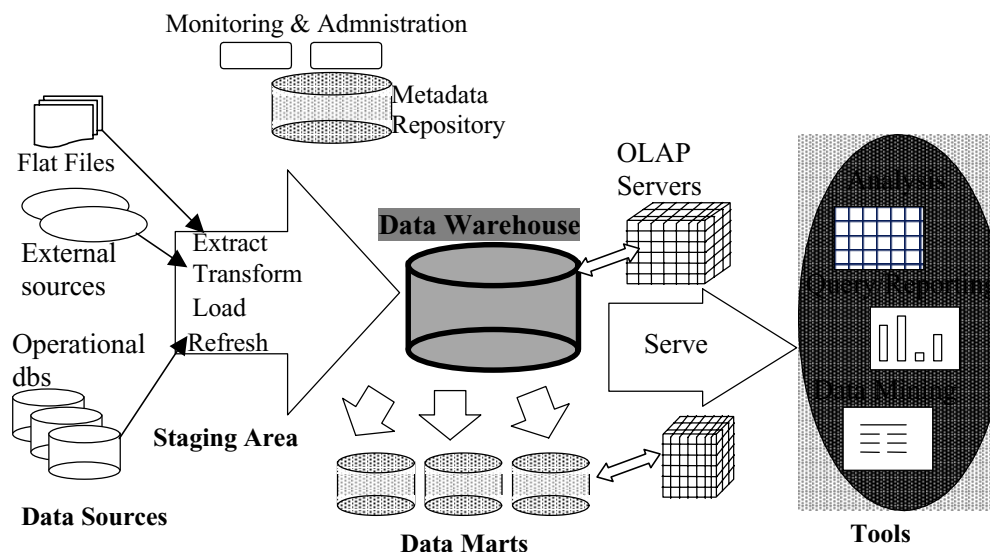 Monitoring & Admnistration
Metadata
Repository
Flat Files
External
sources
Operational
dbs
Data Sources
Extract
Transform
Load
Refresh
Staging Area
Data Warehouse
OLAP
Servers
Serve
Data Marts
Analysis
Query/Reporting
Data Mining
Tools